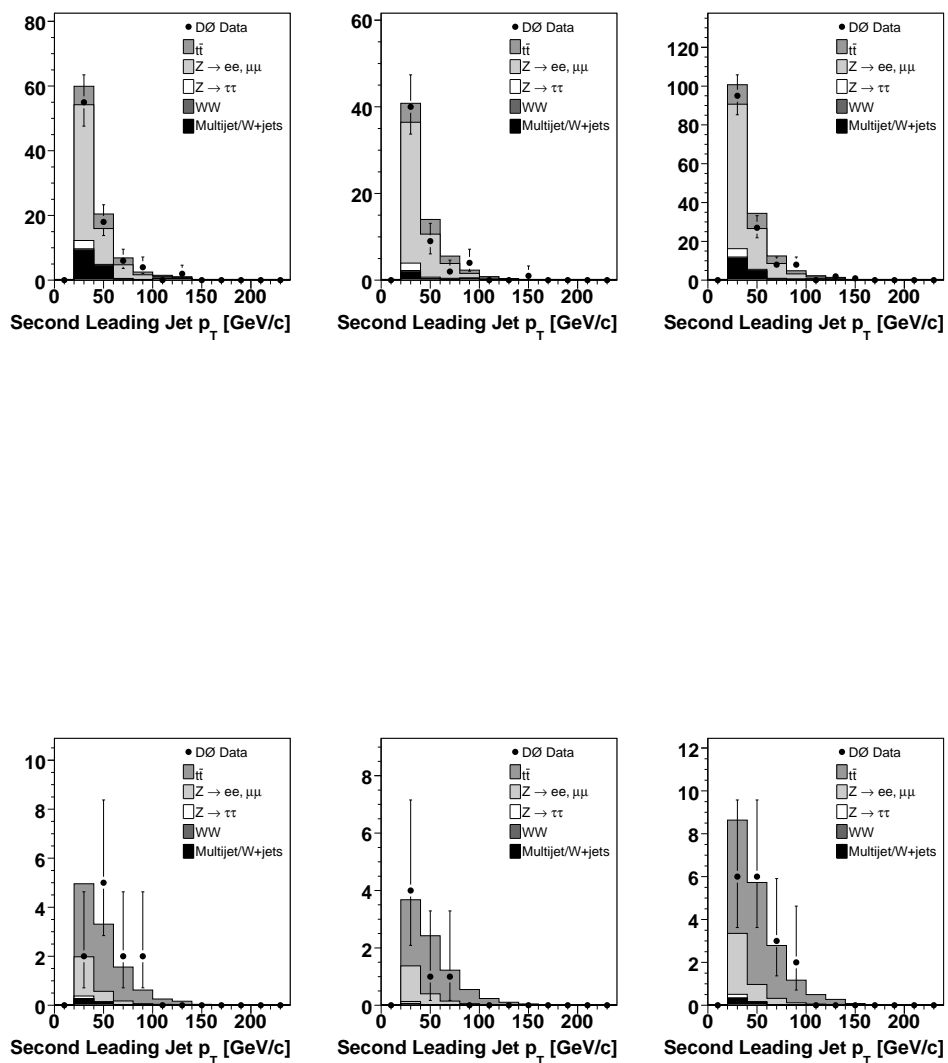 80
60
40
20
0
DØ Data
tt̄
Z → ee, μμ
Z → ττ
WW
Multijet/W+jets
0 50 100 150 200
Second Leading Jet p_T [GeV/c]
60
40
20
0
DØ Data
tt̄
Z → ee, μμ
Z → ττ
WW
Multijet/W+jets
0 50 100 150 200
Second Leading Jet p_T [GeV/c]
120
100
80
60
40
20
0
DØ Data
tt̄
Z → ee, μμ
Z → ττ
WW
Multijet/W+jets
0 50 100 150 200
Second Leading Jet p_T [GeV/c]
10
8
6
4
2
0
DØ Data
tt̄
Z → ee, μμ
Z → ττ
WW
Multijet/W+jets
0 50 100 150 200
Second Leading Jet p_T [GeV/c]
8
6
4
2
0
DØ Data
tt̄
Z → ee, μμ
Z → ττ
WW
Multijet/W+jets
0 50 100 150 200
Second Leading Jet p_T [GeV/c]
12
10
8
6
4
2
0
DØ Data
tt̄
Z → ee, μμ
Z → ττ
WW
Multijet/W+jets
0 50 100 150 200
Second Leading Jet p_T [GeV/c]